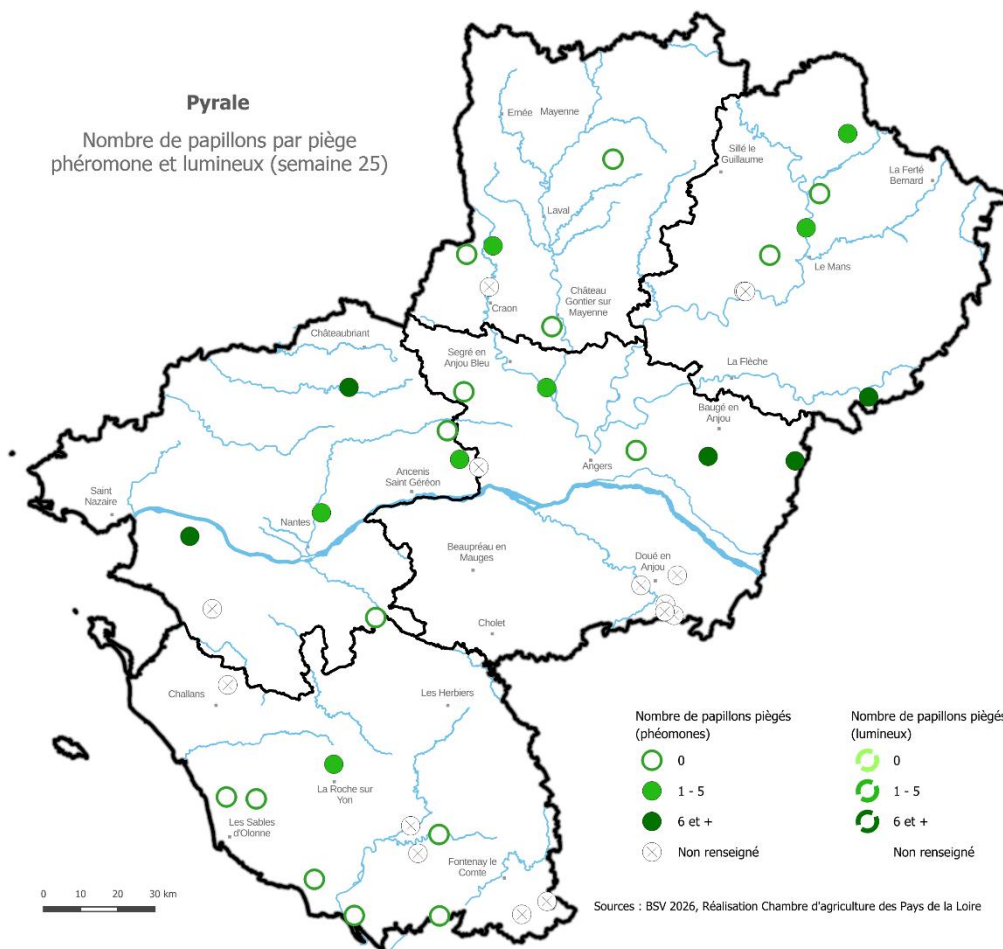 Pyrale
Nombre de papillons par piège
phéromone et lumineux (semaine 25)
Ernée
Mayenne
Laval
Craon
Château
Gontier sur
Mayenne
Sillé le
Guillaume
La Ferté
Bernard
Le Mans
La Flèche
Châteaubriant
Segré en
Anjou Bleu
Baugé en
Anjou
Angers
Ancenis
Saint Géréon
Saint
Nazaire
Nantes
Beaupréau en
Mauges
Doué en
Anjou
Cholet
Challans
Les Herbiers
La Roche sur
Yon
Les Sables
d'Olonne
Fontenay le
Comte
Nombre de papillons piégés
(phéomones)
0
1 - 5
6 et +
Non renseigné
Nombre de papillons piégés
(lumineux)
0
1 - 5
6 et +
Non renseigné
0 10 20 30 km
Sources : BSV 2026, Réalisation Chambre d'agriculture des Pays de la Loire